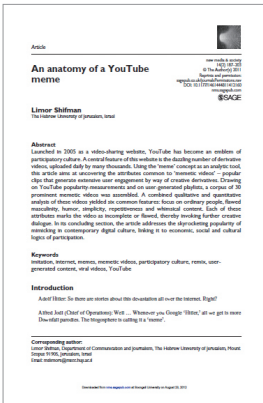 Article
new media & society
14(2) 187–203
© The Author(s) 2011
Reprints and permission:
sagepub.co.uk/journalsPermissions.nav
DOI: 10.1177/1461444811412160
nms.sagepub.com
SAGE
An anatomy of a YouTube
meme
Limor Shifman
The Hebrew University of Jerusalem, Israel
Abstract
Launched in 2005 as a video-sharing website, YouTube has become an emblem of
participatory culture. A central feature of this website is the dazzling number of derivative
videos, uploaded daily by many thousands. Using the 'meme' concept as an analytic tool,
this article aims at uncovering the attributes common to 'memetic videos' – popular
clips that generate extensive user engagement by way of creative derivatives. Drawing
on YouTube popularity-measurements and on user-generated playlists, a corpus of 30
prominent memetic videos was assembled. A combined qualitative and quantitative
analysis of these videos yielded six common features: focus on ordinary people, flawed
masculinity, humor, simplicity, repetitiveness and whimsical content. Each of these
attributes marks the video as incomplete or flawed, thereby invoking further creative
dialogue. In its concluding section, the article addresses the skyrocketing popularity of
mimicking in contemporary digital culture, linking it to economic, social and cultural
logics of participation.
Keywords
imitation, internet, memes, memetic videos, participatory culture, remix, user-
generated content, viral videos, YouTube
Introduction
Adolf Hitler: So there are stories about this devastation all over the internet. Right?
Alfred Jodl (Chief of Operations): Well ... Whenever you Google 'Hitler,' all we get is more
Downfall parodies. The blogosphere is calling it a 'meme'.
Corresponding author:
Limor Shifman, Department of Communication and Journalism, The Hebrew University of Jerusalem, Mount
Scopus 91905, Jerusalem, Israel
Email:
Downloaded from nms.sagepub.com at